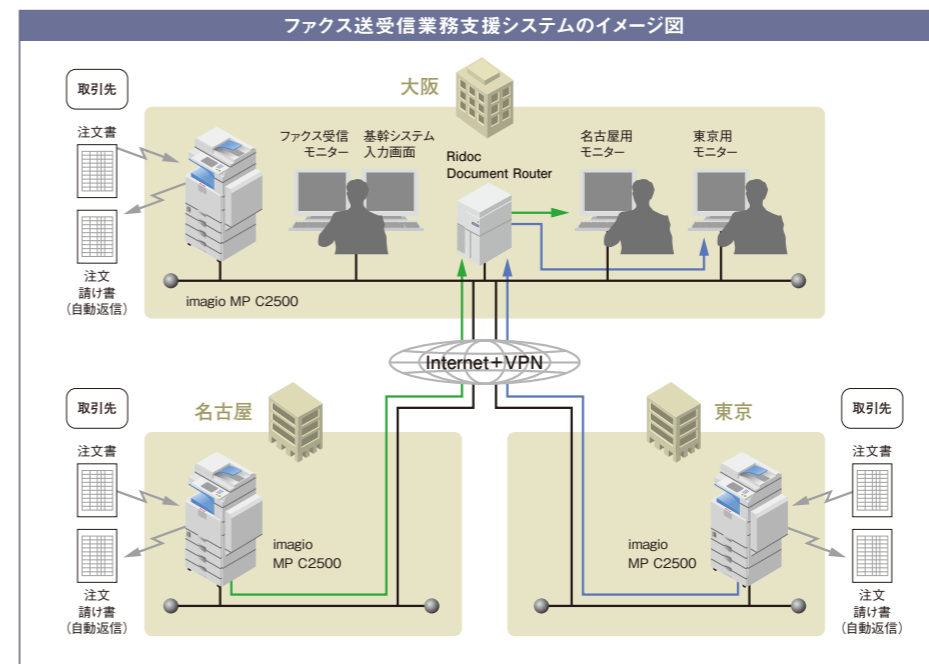 ファクス送受信業務支援システムのイメージ図
取引先
注文書
注文
請け書
(自動返信)
大阪
imagio MP C2500
ファクス受信
モニター
基幹システム
入力画面
Ridoc
Document Router
名古屋用
モニター
東京用
モニター
Internet+VPN
取引先
注文書
注文
請け書
(自動返信)
名古屋
imagio
MP C2500
東京
imagio
MP C2500
取引先
注文書
注文
請け書
(自動返信)